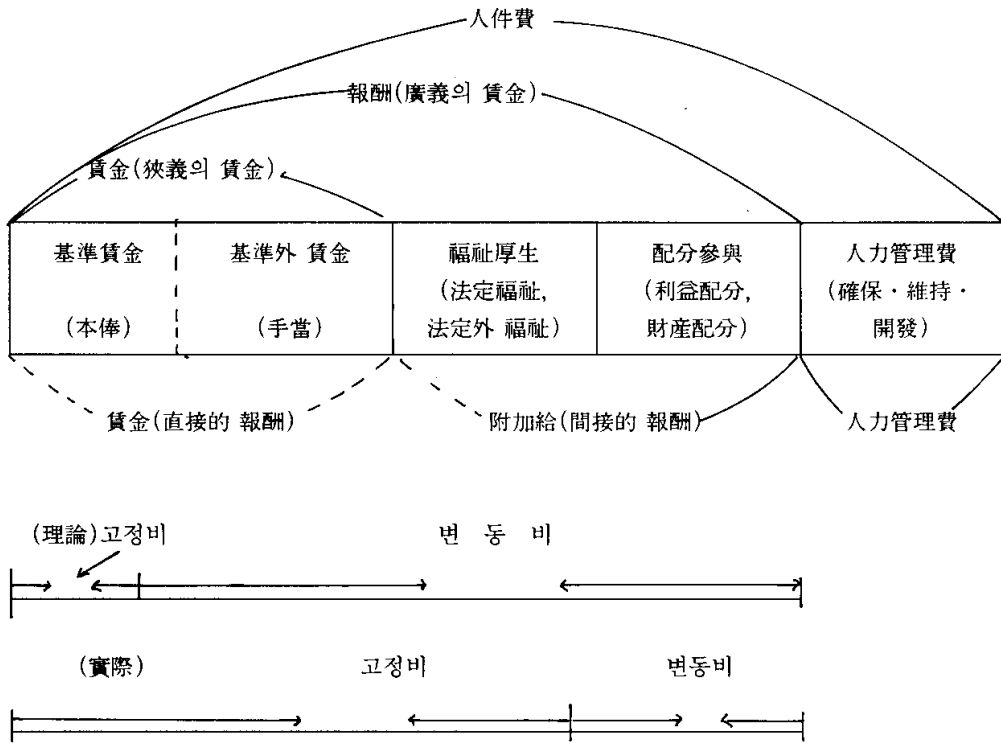 人件費
報酬(廣義의 賃金)
賃金(狹義의 賃金)
基準賃金 基準外 賃金 福祉厚生 配分參與 人力管理費
(法定福祉, (利益配分, (確保·維持·
(本俸) (手當) 法定外 福祉) 財産配分) 開發)
賃金(直接的 報酬) 附加給(間接的 報酬) 人力管理費
(理論)고정비 변 동 비
(實際) 고정비 변동비